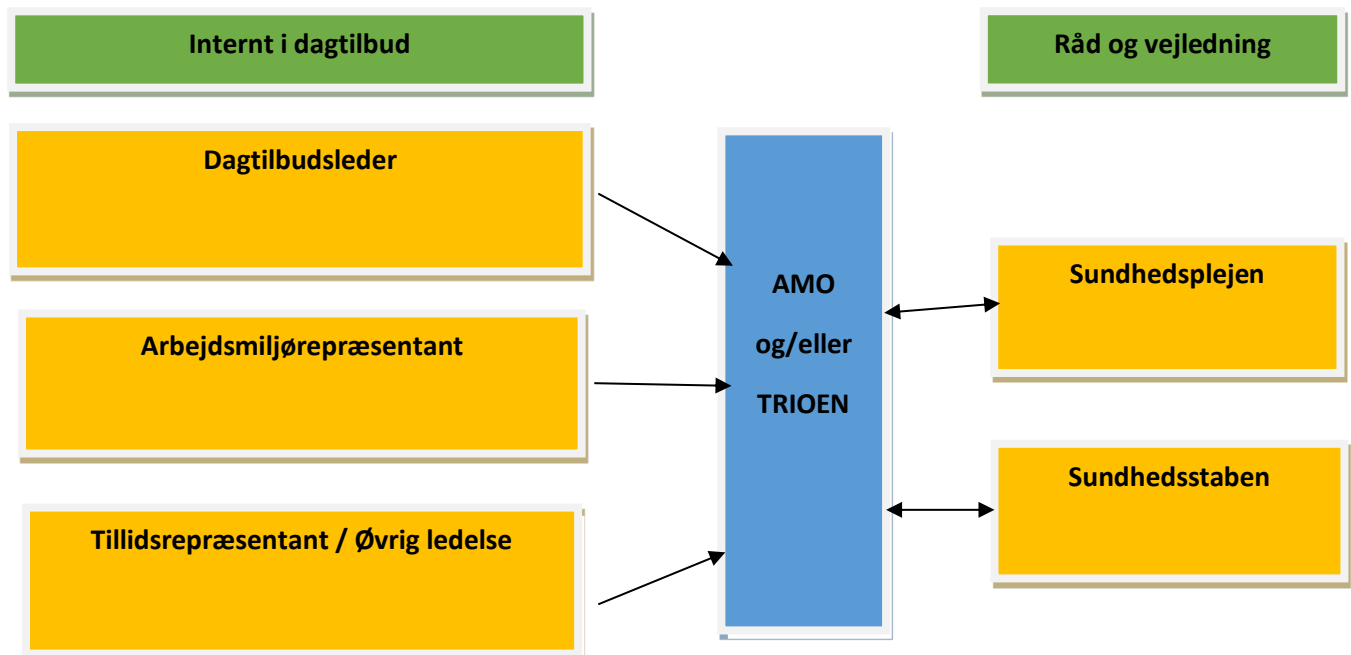 Internt i dagtilbud
Råd og vejledning
Dagtilbudsleder
Arbejdsmiljørepræsentant
Tillidsrepræsentant / Øvrig ledelse
AMO
og/eller
TRIOEN
Sundhedsplejen
Sundhedsstaben